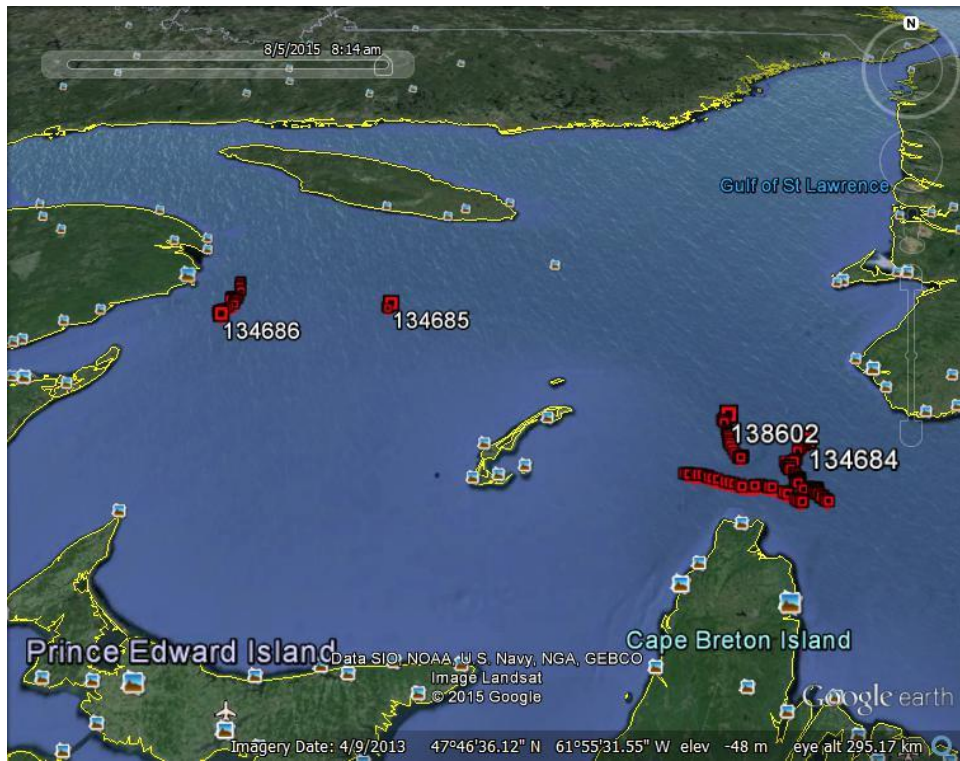 8/5/2015 8:14 am
N
Gulf of St Lawrence
134686
134685
138602
134684
Prince Edward Island
Cape Breton Island
Data SIO, NOAA, U.S. Navy, NGA, GEBCO
Image Landsat
© 2015 Google
Google earth
Imagery Date: 4/9/2013 47°46'36.12" N 61°55'31.55" W elev -48 m eye alt 295.17 km